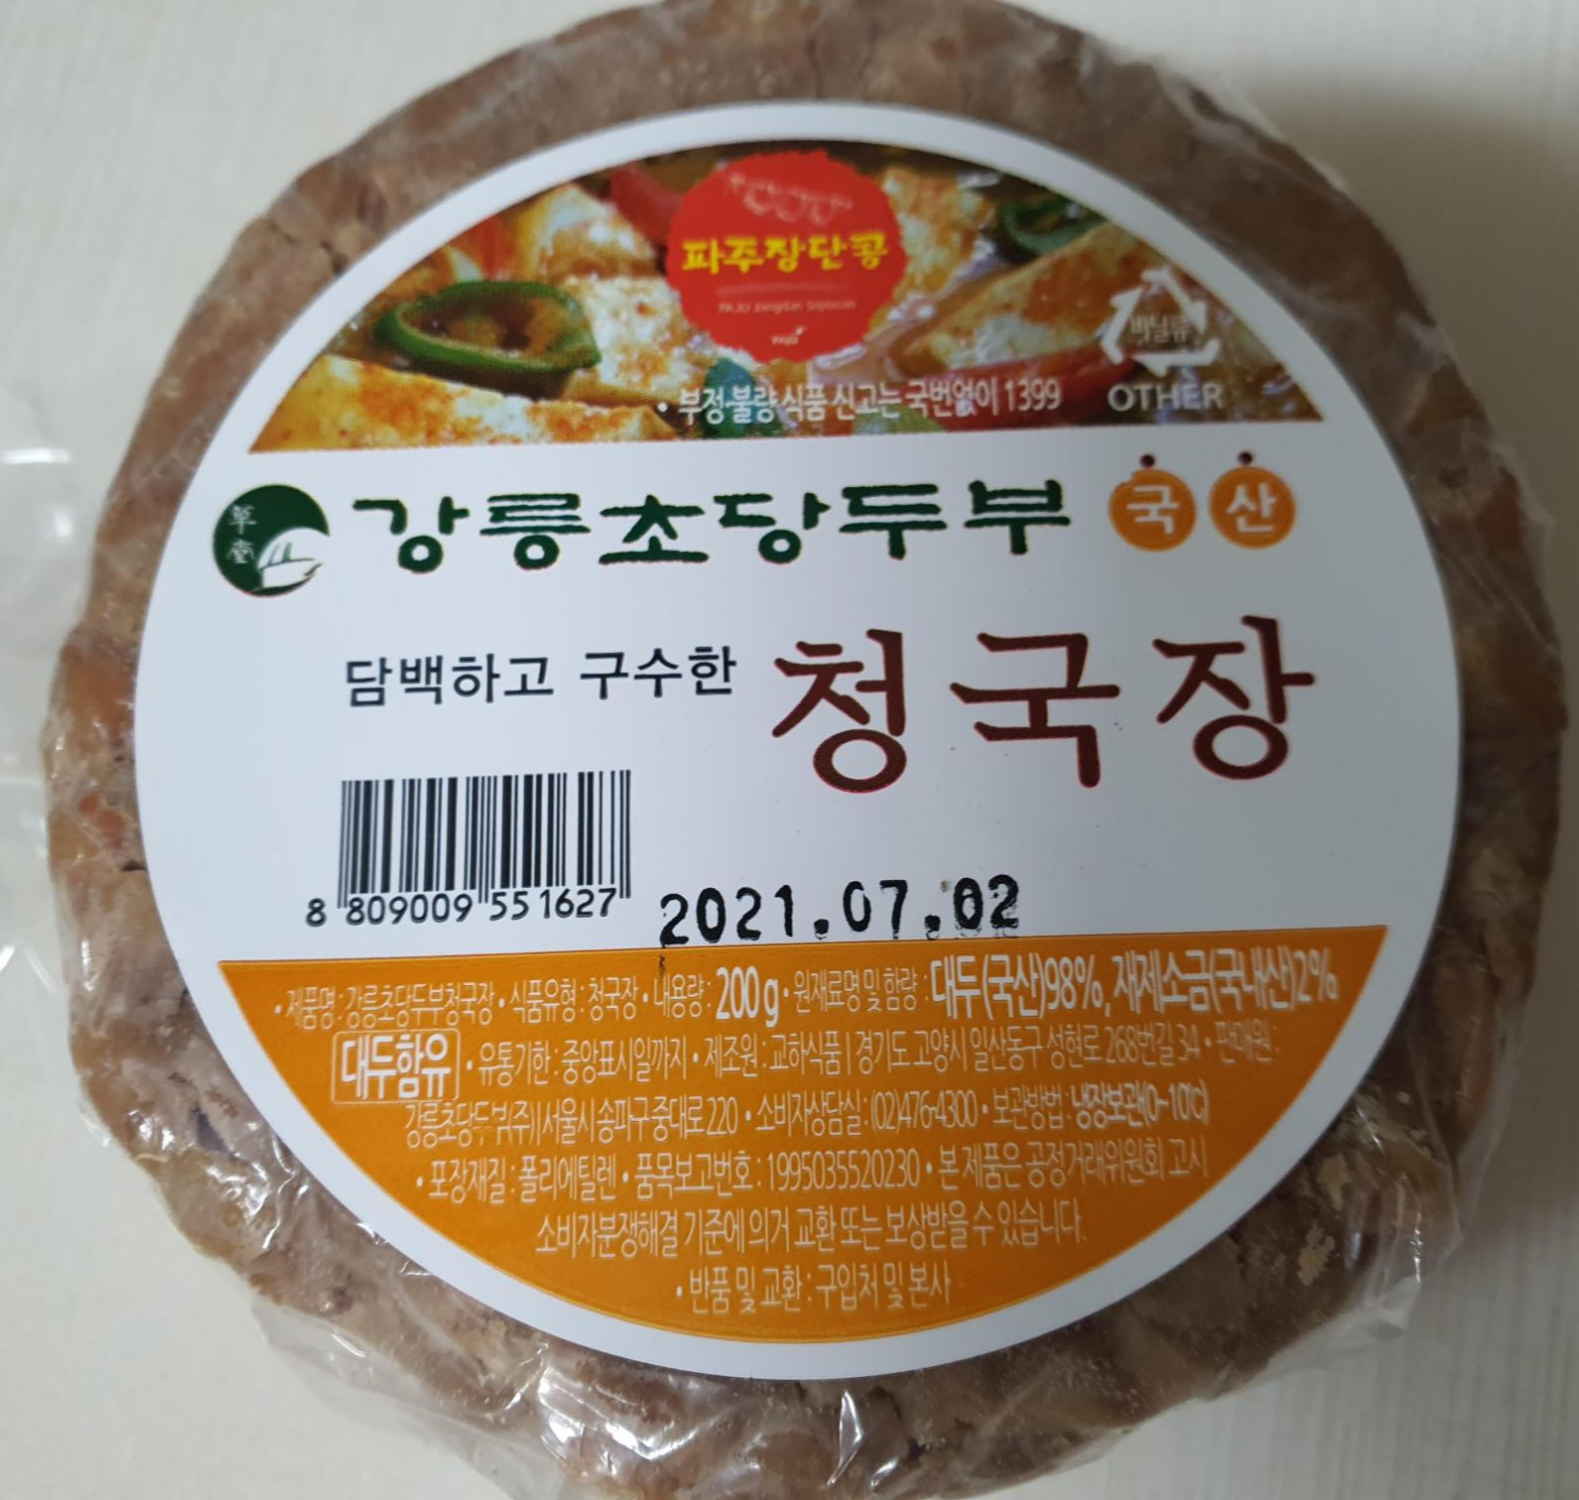 파주장단콩
비닐류
• 부정·불량식품 신고는 국번없이 1399
OTHER
草堂
강릉초당두부 국산
담백하고 구수한 청국장
8 809009 551627
2021.07.02
• 제품명 : 강릉초당두부청국장 • 식품유형 : 청국장 • 내용량 : 200g • 원재료명 및 함량 : 대두(국산)98%, 재제소금(국내산)2%
대두함유 • 유통기한 : 중앙표시일까지 • 제조원 : 교하식품 | 경기도 고양시 일산동구 성현로 268번길 34 • 판매원 :
강릉초당두부(주) | 서울시 송파구 중대로 220 • 소비자상담실 : (02)476-4300 • 보관방법 : 냉장보관(0~10℃)
• 포장재질 : 폴리에틸렌 • 품목보고번호 : 1995035520230 • 본 제품은 공정거래위원회 고시
소비자분쟁해결 기준에 의거 교환 또는 보상받을 수 있습니다.
• 반품 및 교환 : 구입처 및 본사